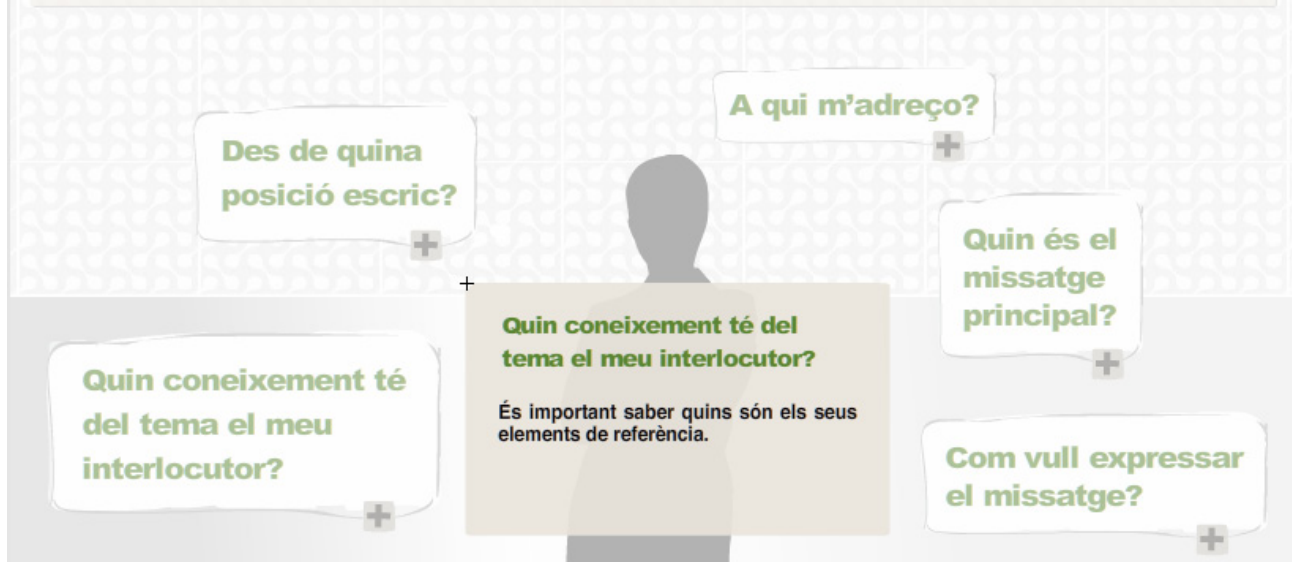 A qui m’adreço?
Des de quina
posició escric?
Quin és el
missatge
principal?
Quin coneixement té del
tema el meu interlocutor?
És important saber quins són els seus
elements de referència.
Quin coneixement té
del tema el meu
interlocutor?
Com vull expressar
el missatge?